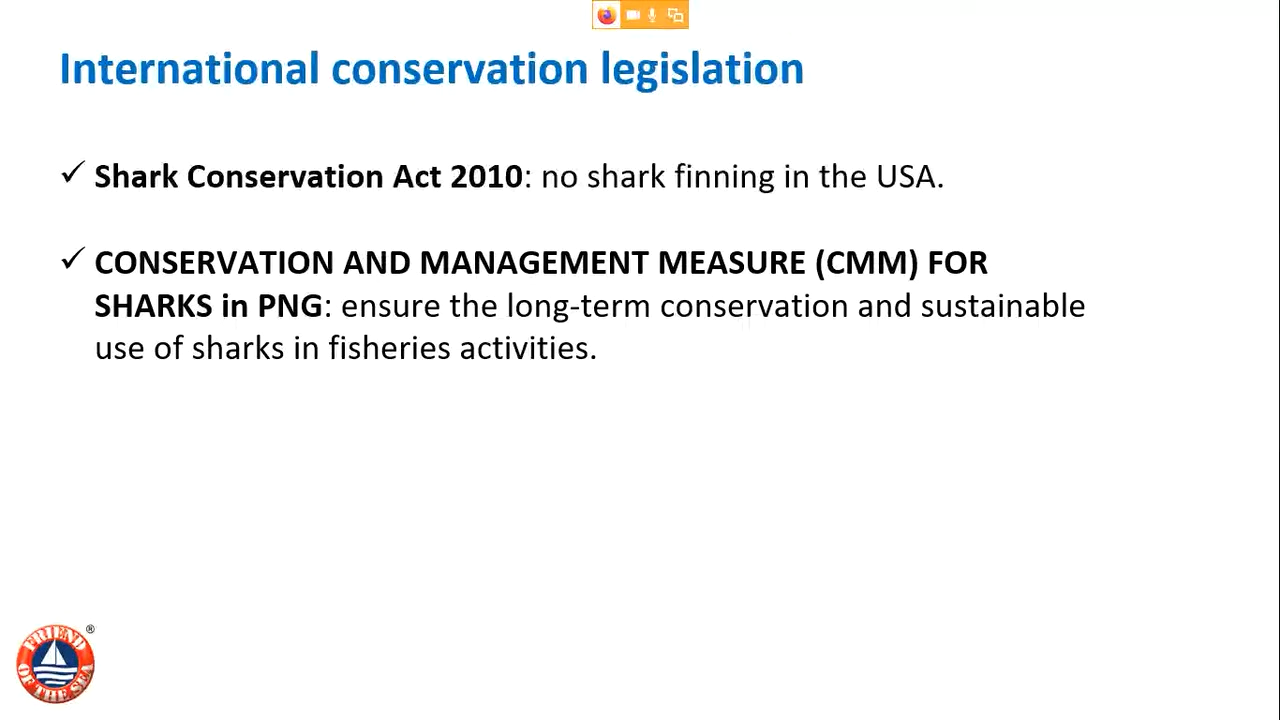 International conservation legislation
✓ Shark Conservation Act 2010: no shark finning in the USA.
✓ CONSERVATION AND MANAGEMENT MEASURE (CMM) FOR
SHARKS in PNG: ensure the long-term conservation and sustainable
use of sharks in fisheries activities.
FRIEND
OF THE SEA
®